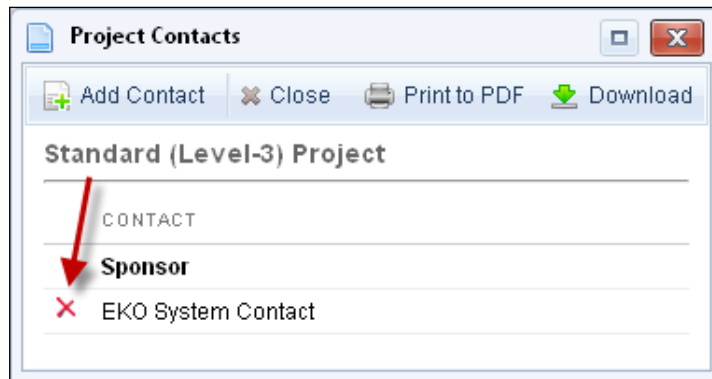 Project Contacts
Add Contact Close Print to PDF Download
Standard (Level-3) Project
CONTACT
Sponsor
EKO System Contact